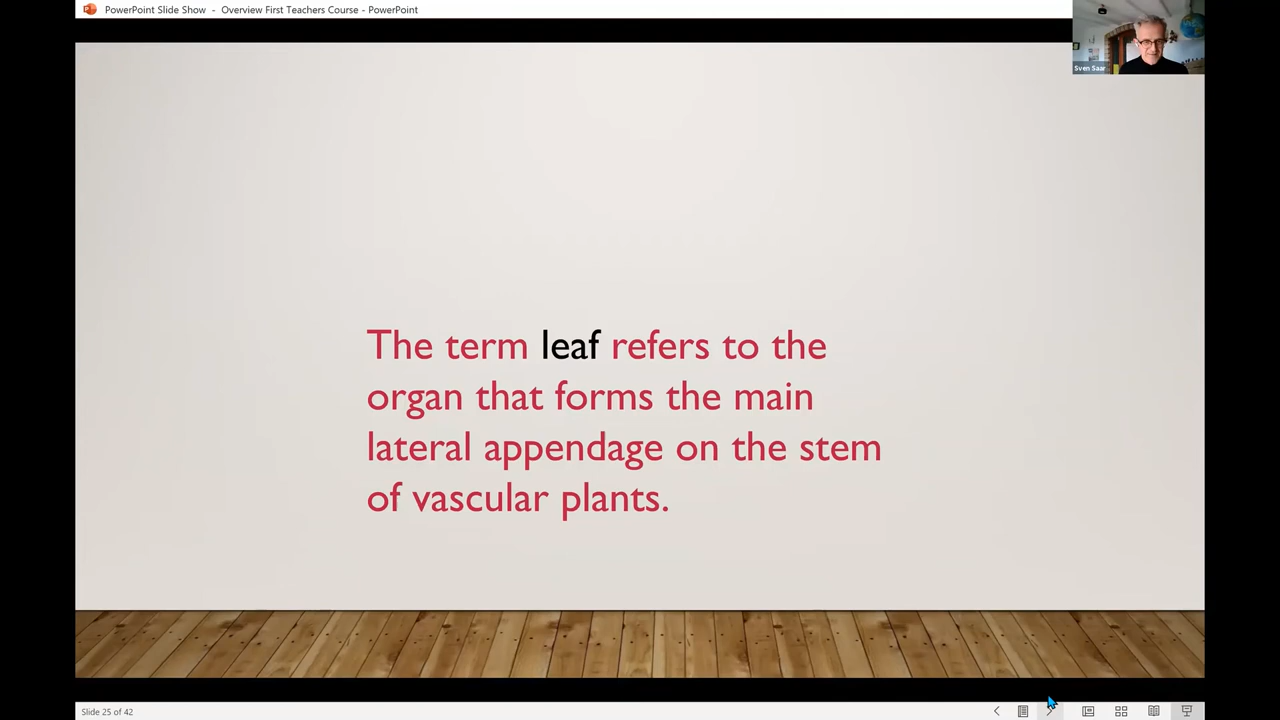 PowerPoint Slide Show - Overview First Teachers Course - PowerPoint
Sven Saar
The term leaf refers to the
organ that forms the main
lateral appendage on the stem
of vascular plants.
Slide 25 of 42